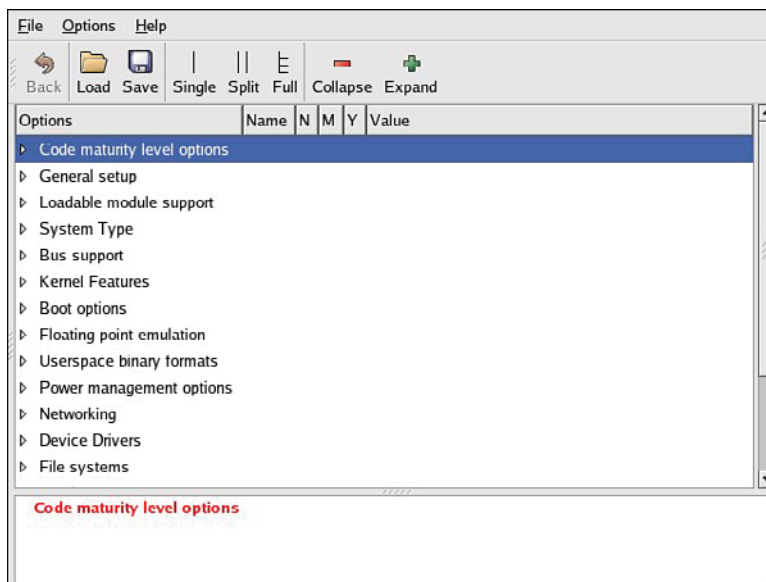 File Options Help
Back Load Save Single Split Full Collapse Expand
Options Name N M Y Value
Code maturity level options
General setup
Loadable module support
System Type
Bus support
Kernel Features
Boot options
Floating point emulation
Userspace binary formats
Power management options
Networking
Device Drivers
File systems
Code maturity level options